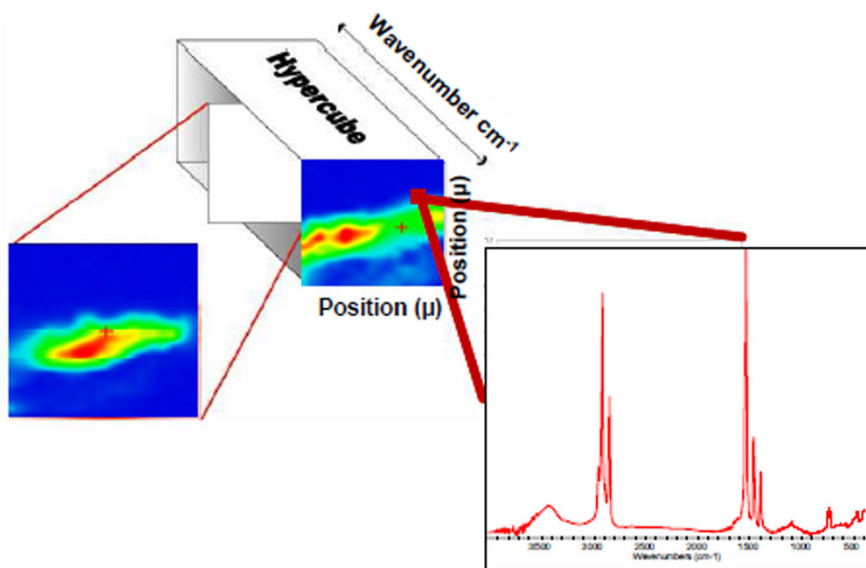 Hypercube
Wavenumber cm-1
Position (μ)
Position (μ)
3500 3000 2500 2000 1500 1000 500
Wavenumbers (cm-1)